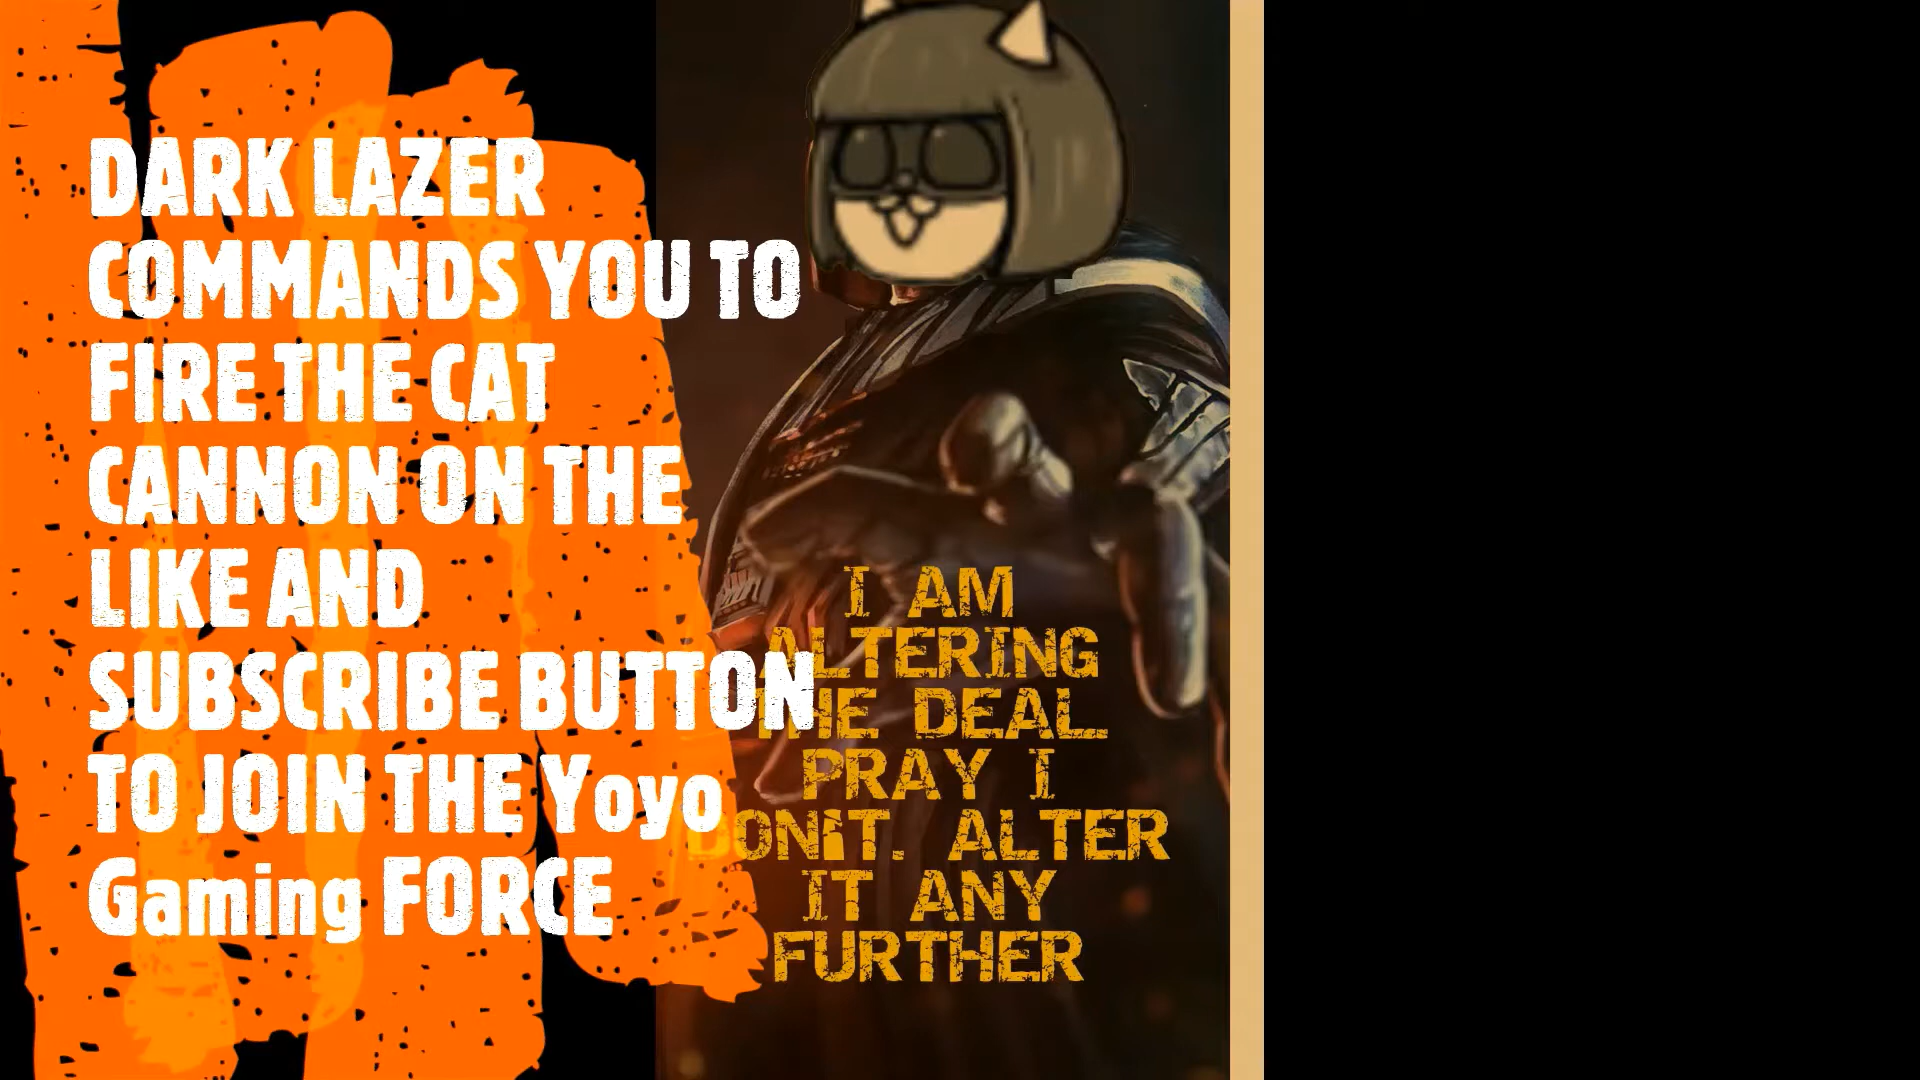 DARK LAZER
COMMANDS YOU TO
FIRE THE CAT
CANNON ON THE
LIKE AND
SUBSCRIBE BUTTON
TO JOIN THE Yoyo
Gaming FORCE
I AM
ALTERING
THE DEAL.
PRAY I
DON'T. ALTER
IT ANY
FURTHER